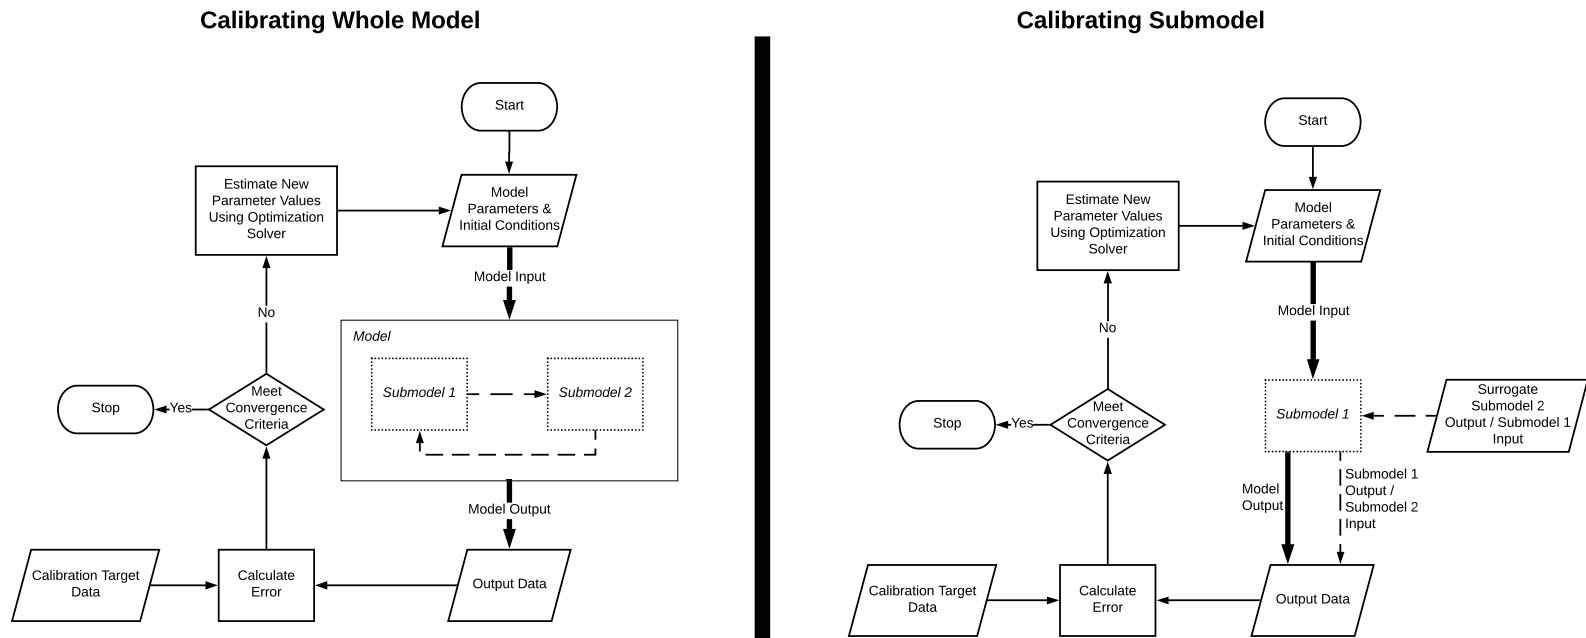 Calibrating Whole Model
Start
Estimate New
Parameter Values
Using Optimization
Solver
Model
Parameters &
Initial Conditions
Model Input
No
Model
Submodel 1
Submodel 2
Stop
Yes
Meet
Convergence
Criteria
Model Output
Calibration Target
Data
Calculate
Error
Output Data
Calibrating Submodel
Start
Estimate New
Parameter Values
Using Optimization
Solver
Model
Parameters &
Initial Conditions
Model Input
No
Stop
Yes
Meet
Convergence
Criteria
Submodel 1
Surrogate
Submodel 2
Output / Submodel 1
Input
Model
Output
Submodel 1
Output /
Submodel 2
Input
Calibration Target
Data
Calculate
Error
Output Data